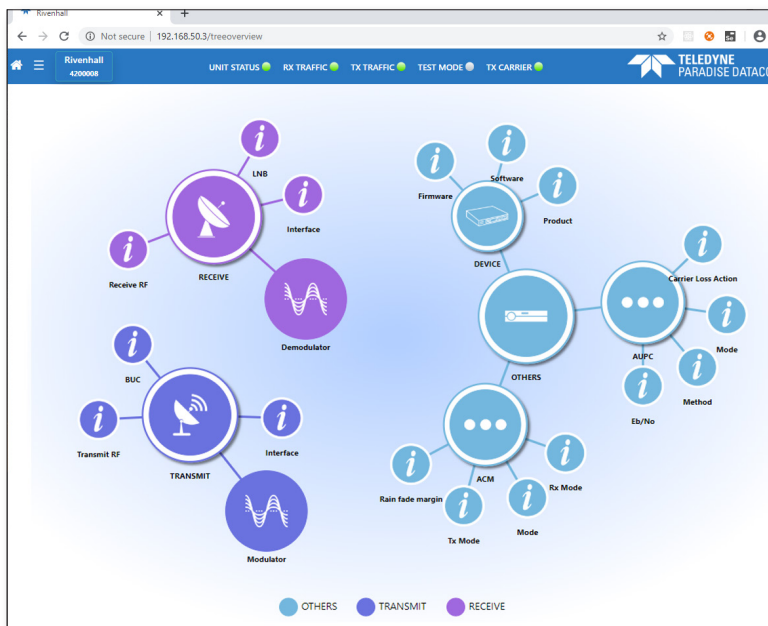 Rivenhall
Not secure | 192.168.50.3/treeoverview
Rivenhall
4200008
UNIT STATUS
RX TRAFFIC
TX TRAFFIC
TEST MODE
TX CARRIER
TELEDYNE
PARADISE DATACO
LNB
Interface
Receive RF
RECEIVE
Demodulator
BUC
Transmit RF
Interface
TRANSMIT
Modulator
Firmware
Software
Product
DEVICE
OTHERS
Carrier Loss Action
Mode
AUPC
Method
Eb/No
ACM
Rain fade margin
Tx Mode
Mode
Rx Mode
OTHERS
TRANSMIT
RECEIVE